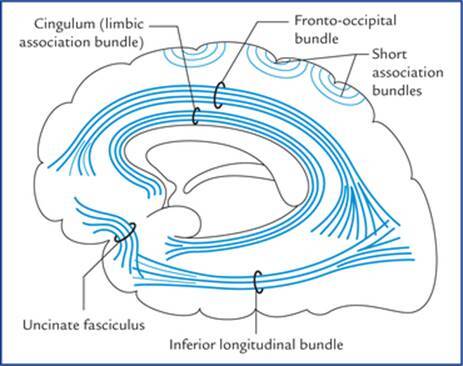 Cingulum (limbic
association bundle)
Fronto-occipital
bundle
Short
association
bundles
Uncinate fasciculus
Inferior longitudinal bundle